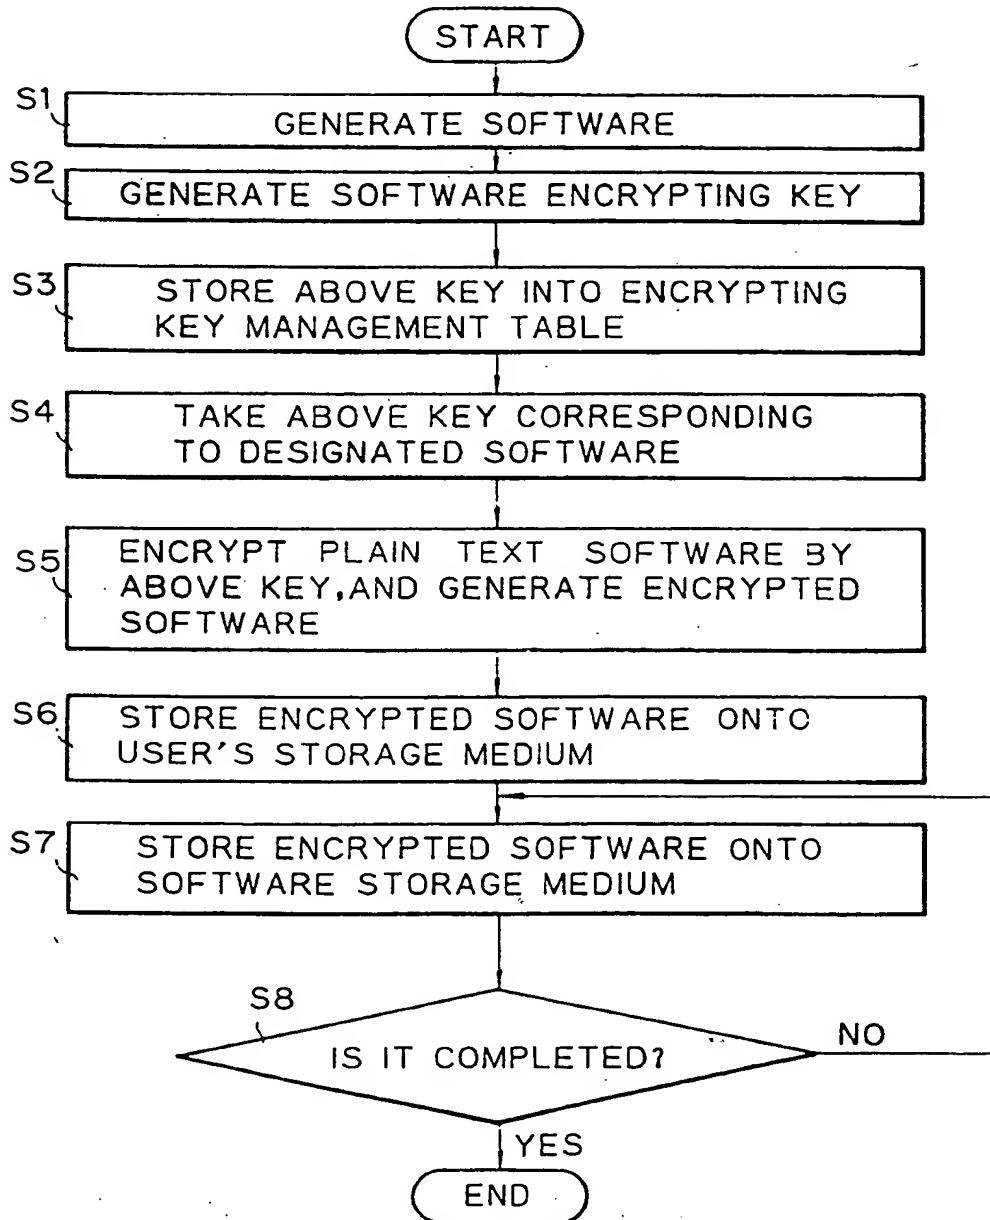 START
S1
GENERATE SOFTWARE
S2
GENERATE SOFTWARE ENCRYPTING KEY
S3
STORE ABOVE KEY INTO ENCRYPTING
KEY MANAGEMENT TABLE
S4
TAKE ABOVE KEY CORRESPONDING
TO DESIGNATED SOFTWARE
S5
ENCRYPT PLAIN TEXT SOFTWARE BY
ABOVE KEY, AND GENERATE ENCRYPTED
SOFTWARE
S6
STORE ENCRYPTED SOFTWARE ONTO
USER'S STORAGE MEDIUM
S7
STORE ENCRYPTED SOFTWARE ONTO
SOFTWARE STORAGE MEDIUM
S8
IS IT COMPLETED?
NO
YES
END